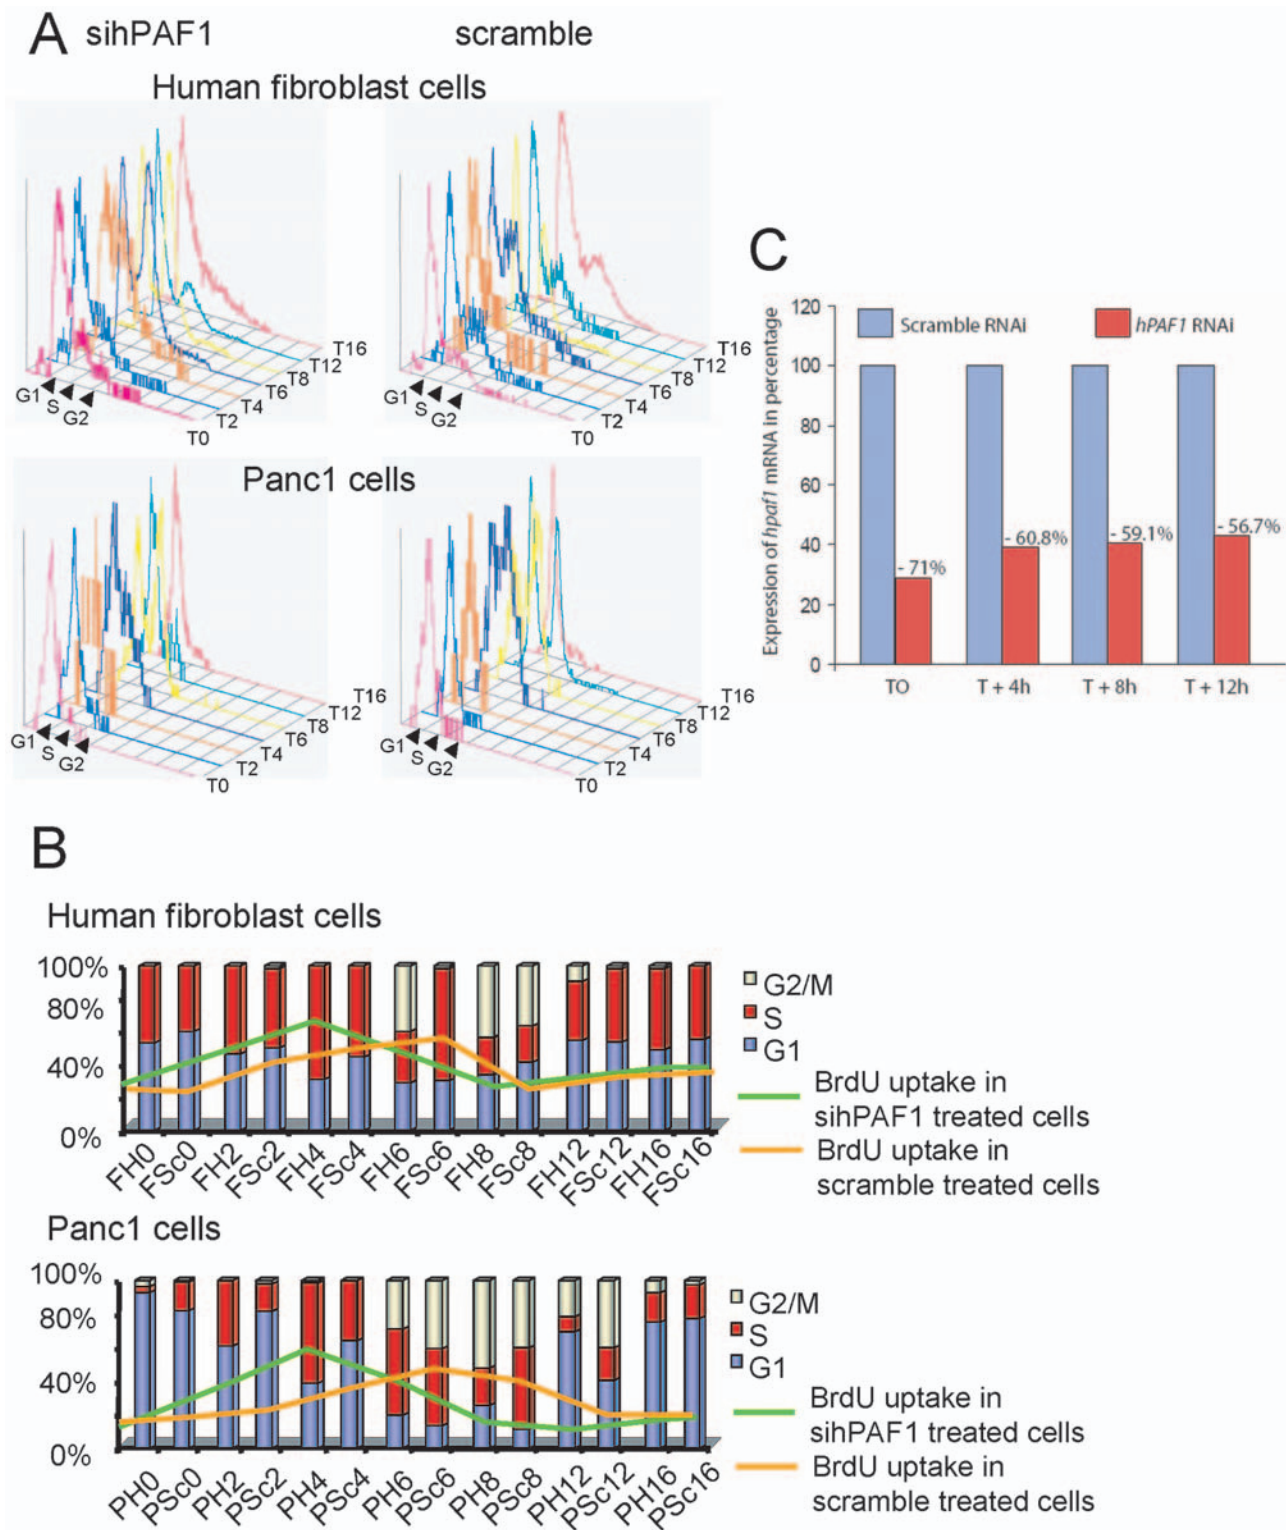 A sihPAF1 scramble
Human fibroblast cells
G1 S G2 T0 T2 T4 T6 T8 T12 T16
G1 S G2 T0 T2 T4 T6 T8 T12 T16
Panc1 cells
G1 S G2 T0 T2 T4 T6 T8 T12 T16
G1 S G2 T0 T2 T4 T6 T8 T12 T16
C
Expression of hpaf1 mRNA in percentage
120
100
80
60
40
20
0
Scramble RNAi hPAF1 RNAi
- 71% - 60.8% - 59.1% - 56.7%
TO T + 4h T + 8h T + 12h
B
Human fibroblast cells
100%
80%
40%
0%
FH0 FSc0 FH2 FSc2 FH4 FSc4 FH6 FSc6 FH8 FSc8 FH12 FSc12 FH16 FSc16
G2/M
S
G1
BrdU uptake in
sihPAF1 treated cells
BrdU uptake in
scramble treated cells
Panc1 cells
100%
80%
40%
0%
PH0 PSc0 PH2 PSc2 PH4 PSc4 PH6 PSc6 PH8 PSc8 PH12 PSc12 PH16 PSc16
G2/M
S
G1
BrdU uptake in
sihPAF1 treated cells
BrdU uptake in
scramble treated cells